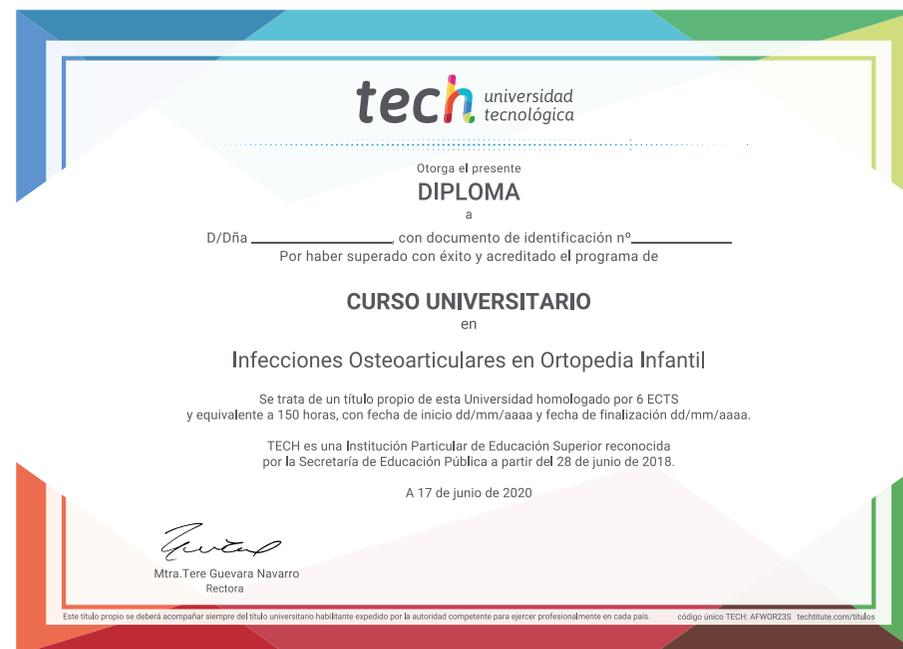 tech universidad
tecnológica
Otorga el presente
DIPLOMA
a
D/Dña ________________, con documento de identificación nº____________
Por haber superado con éxito y acreditado el programa de
CURSO UNIVERSITARIO
en
Infecciones Osteoarticulares en Ortopedia Infantil
Se trata de un título propio de esta Universidad homologado por 6 ECTS
y equivalente a 150 horas, con fecha de inicio dd/mm/aaaa y fecha de finalización dd/mm/aaaa.
TECH es una Institución Particular de Educación Superior reconocida
por la Secretaría de Educación Pública a partir del 28 de junio de 2018.
A 17 de junio de 2020
Mtra.Tere Guevara Navarro
Rectora
Este título propio se deberá acompañar siempre del título universitario habilitante expedido por la autoridad competente para ejercer profesionalmente en cada país. código único TECH: AFWOR23S techtitute.com/titulos